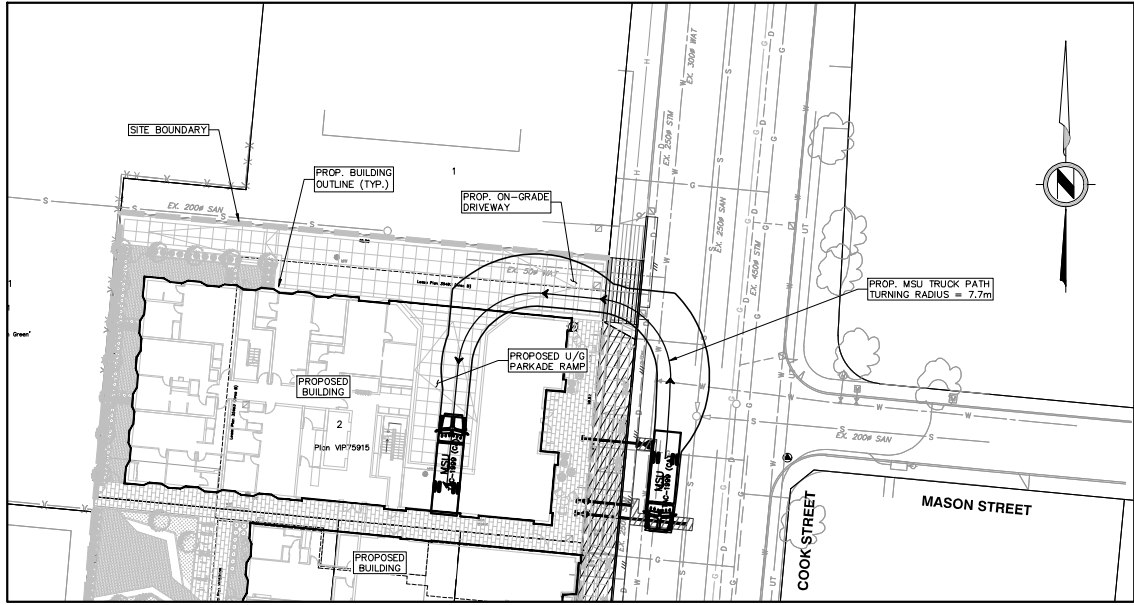 EX. 300ø WAT
EX. 250ø STM
EX. 250ø SAN
EX. 450ø STM
SITE BOUNDARY
PROP. BUILDING
OUTLINE (TYP.)
1
PROP. ON-GRADE
DRIVEWAY
EX. 200ø SAN
EX. 50ø WAT
PROP. MSU TRUCK PATH
TURNING RADIUS = 7.7m
PROPOSED U/G
PARKADE RAMP
PROPOSED
BUILDING
2
Plan VIP75915
MSU
MSU
EX. 200ø SAN
MASON STREET
COOK STREET
PROPOSED
BUILDING
Green"